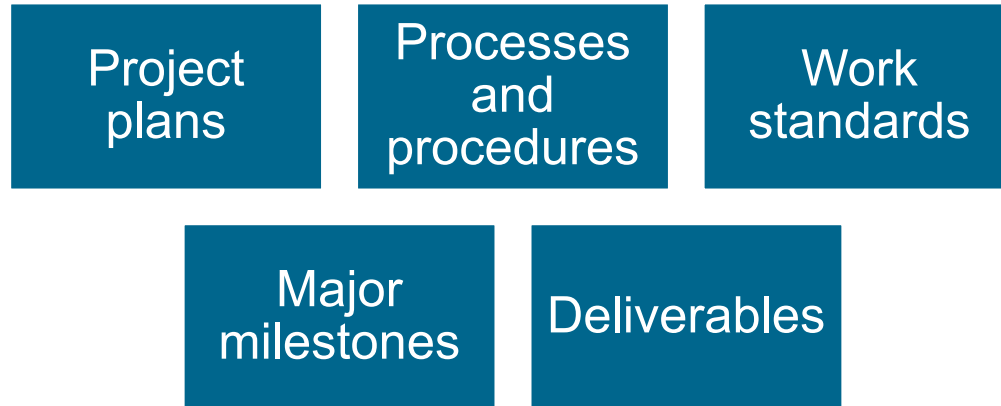 Project
plans
Processes
and
procedures
Work
standards
Major
milestones
Deliverables